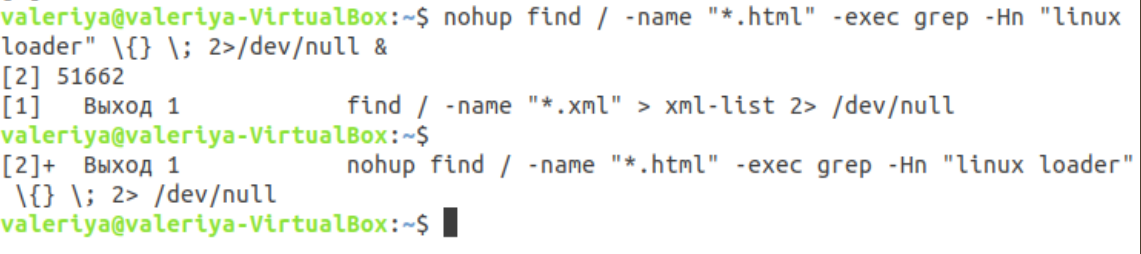 valeriya@valeriya-VirtualBox:~$ nohup find / -name "*.html" -exec grep -Hn "linux
loader" \{} \; 2>/dev/null &
[2] 51662
[1]   Выход 1            find / -name "*.xml" > xml-list 2> /dev/null
valeriya@valeriya-VirtualBox:~$
[2]+  Выход 1            nohup find / -name "*.html" -exec grep -Hn "linux loader"
 \{} \; 2> /dev/null
valeriya@valeriya-VirtualBox:~$